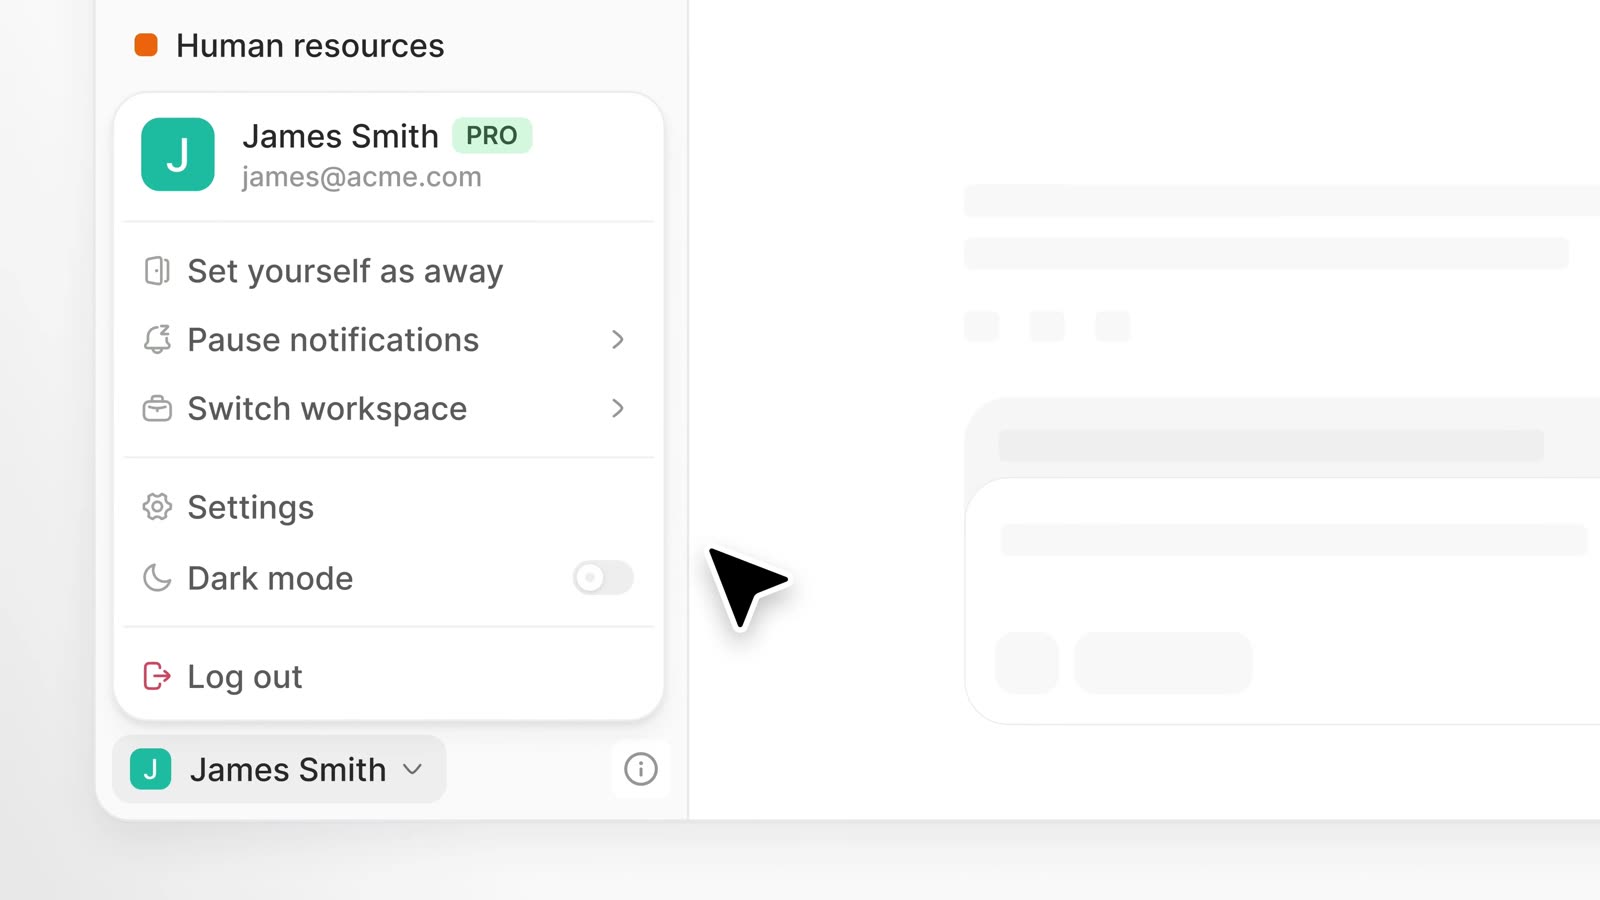 Human resources
J
James Smith PRO
james@acme.com
Set yourself as away
Pause notifications
Switch workspace
Settings
Dark mode
Log out
J James Smith